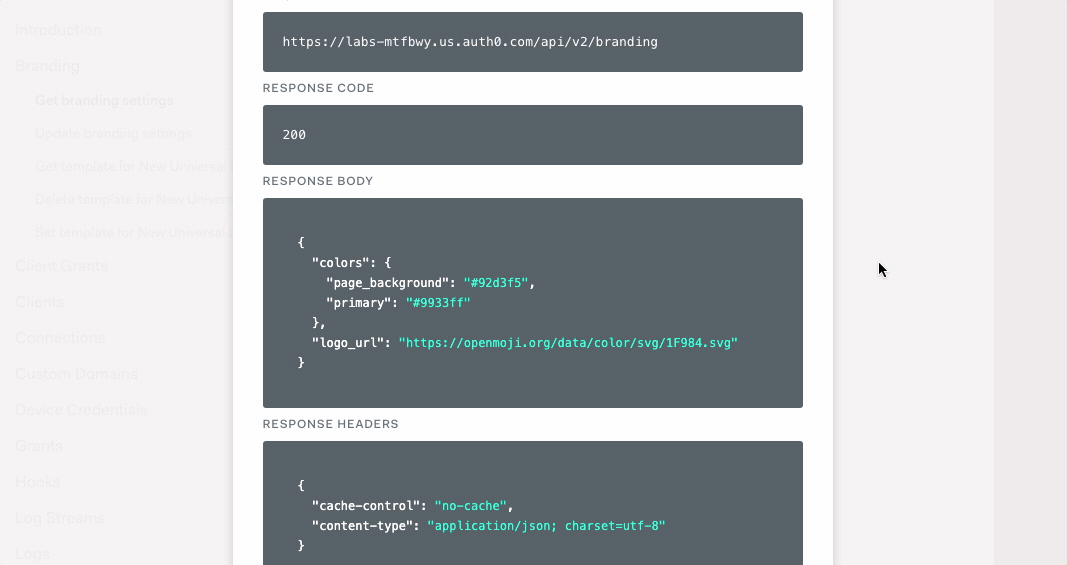 Introduction
Branding
Get branding settings
Update branding settings
Get template for New Universal
Delete template for New Univer
Set template for New Universal
Client Grants
Clients
Connections
Custom Domains
Device Credentials
Grants
Hooks
Log Streams
Logs
https://labs-mtfbwy.us.auth0.com/api/v2/branding
RESPONSE CODE
200
RESPONSE BODY
{
"colors": {
"page_background": "#92d3f5",
"primary": "#9933ff"
},
"logo_url": "https://openmoji.org/data/color/svg/1F984.svg"
}
RESPONSE HEADERS
{
"cache-control": "no-cache",
"content-type": "application/json; charset=utf-8"
}